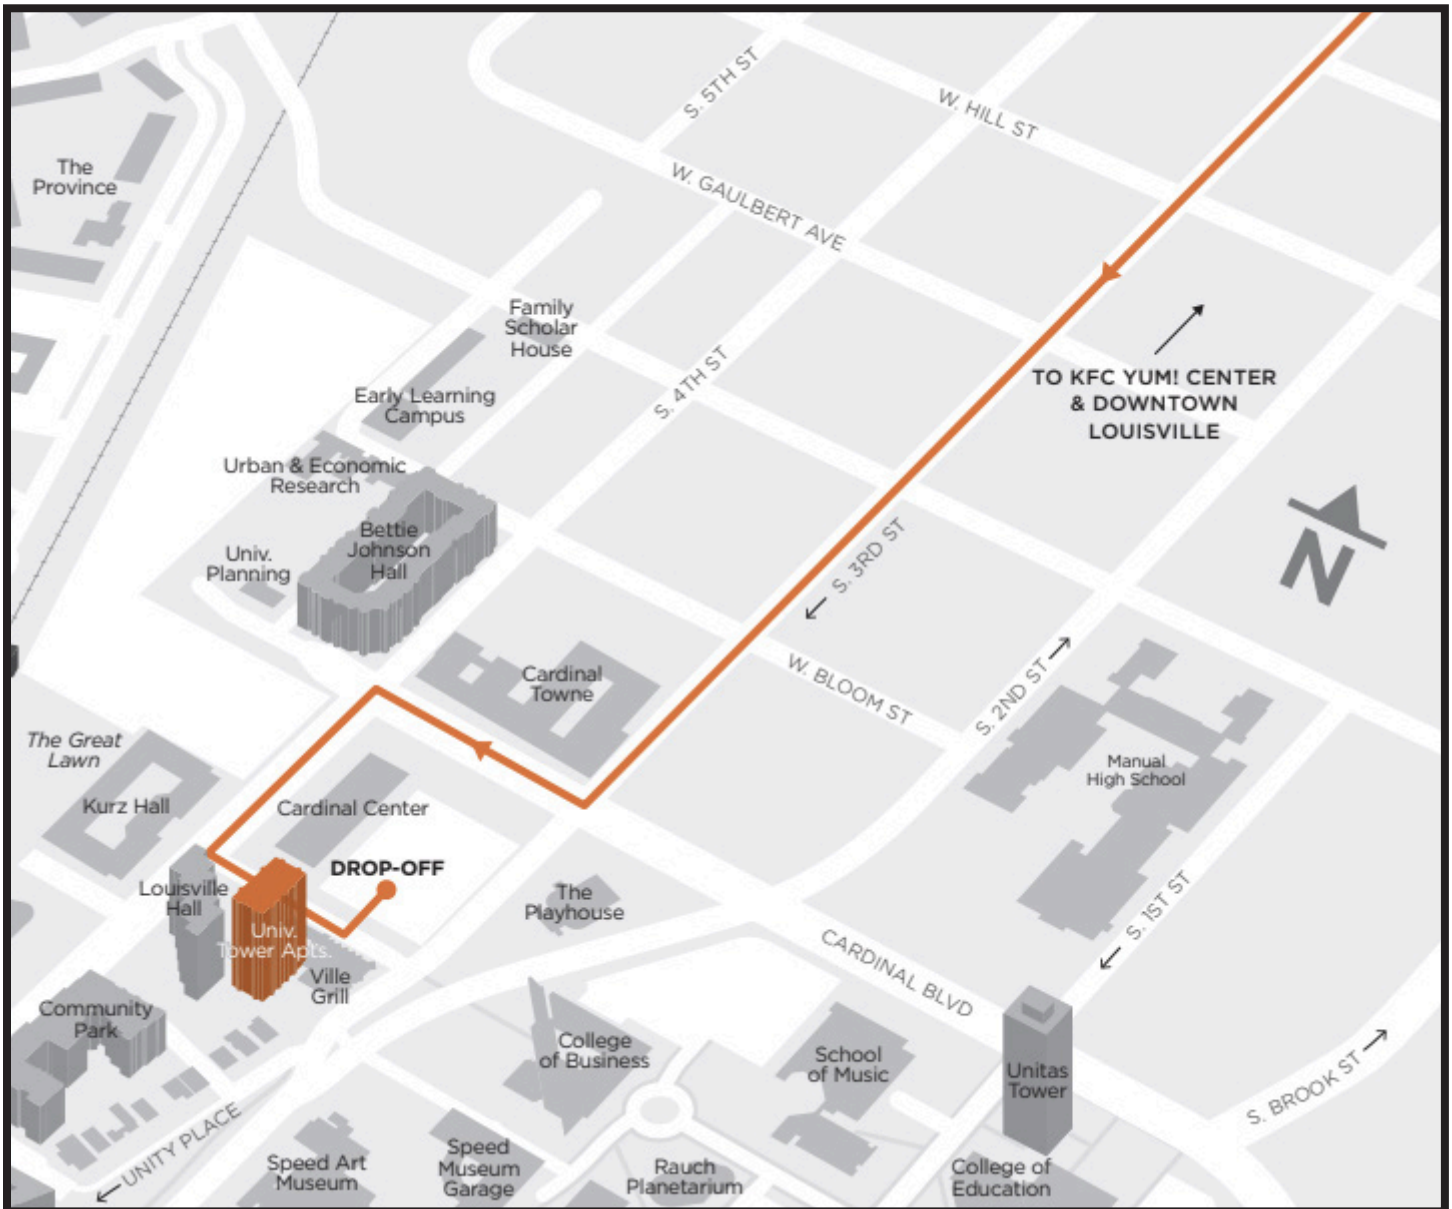 S. 5TH ST
W. HILL ST
The
Province
W. GAULBERT AVE
Family
Scholar
House
TO KFC YUM! CENTER
& DOWNTOWN
LOUISVILLE
S. 4TH ST
Early Learning
Campus
Urban & Economic
Research
N
Bettie
Johnson
Hall
Univ.
Planning
S. 3RD ST
Cardinal
Towne
W. BLOOM ST
S. 2ND ST
The Great
Lawn
Manual
High School
Kurz Hall
Cardinal Center
DROP-OFF
Louisville
Hall
The
Playhouse
S. 1ST ST
Univ.
Tower Apts.
CARDINAL BLVD
Ville
Grill
Community
Park
College
of Business
School
of Music
Unitas
Tower
S. BROOK ST
UNITY PLACE
Speed Art
Museum
Speed
Museum
Garage
Rauch
Planetarium
College of
Education